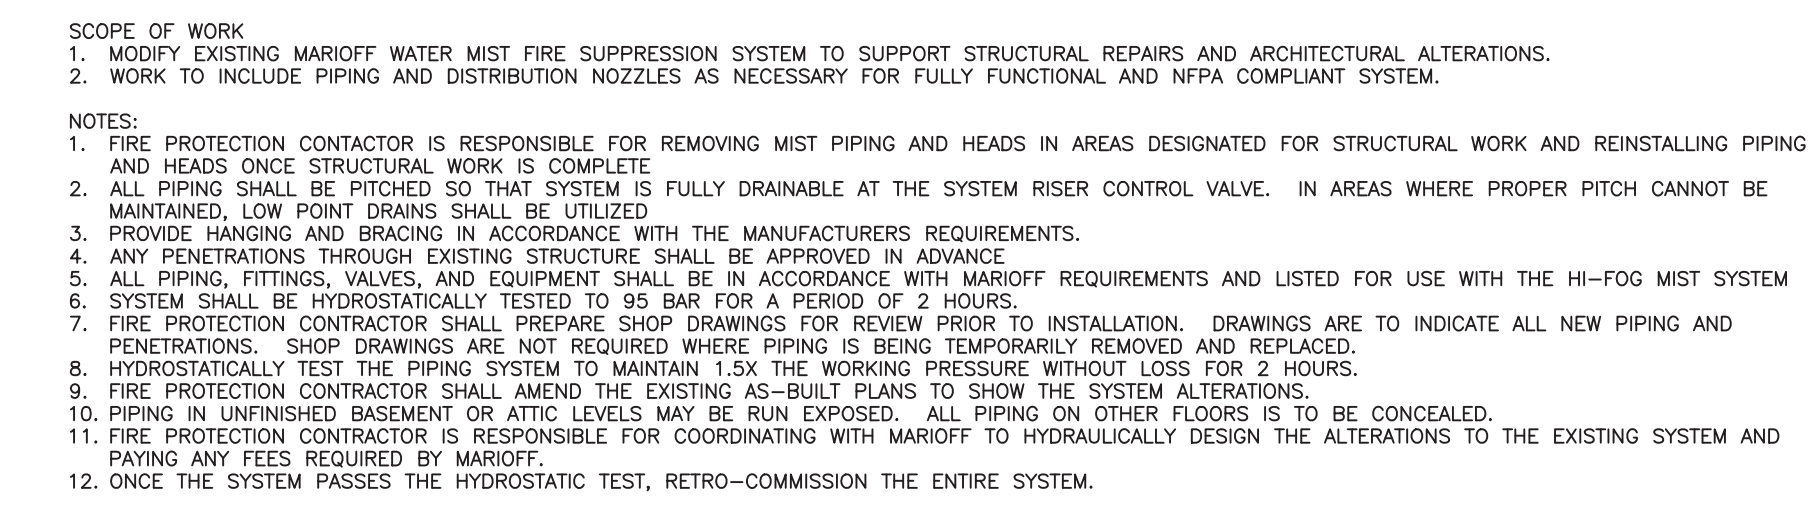 SCOPE OF WORK
1. MODIFY EXISTING MARIOFF WATER MIST FIRE SUPPRESSION SYSTEM TO SUPPORT STRUCTURAL REPAIRS AND ARCHITECTURAL ALTERATIONS.
2. WORK TO INCLUDE PIPING AND DISTRIBUTION NOZZLES AS NECESSARY FOR FULLY FUNCTIONAL AND NFPA COMPLIANT SYSTEM.
NOTES:
1. FIRE PROTECTION CONTACTOR IS RESPONSIBLE FOR REMOVING MIST PIPING AND HEADS IN AREAS DESIGNATED FOR STRUCTURAL WORK AND REINSTALLING PIPING
AND HEADS ONCE STRUCTURAL WORK IS COMPLETE
2. ALL PIPING SHALL BE PITCHED SO THAT SYSTEM IS FULLY DRAINABLE AT THE SYSTEM RISER CONTROL VALVE. IN AREAS WHERE PROPER PITCH CANNOT BE
MAINTAINED, LOW POINT DRAINS SHALL BE UTILIZED
3. PROVIDE HANGING AND BRACING IN ACCORDANCE WITH THE MANUFACTURERS REQUIREMENTS.
4. ANY PENETRATIONS THROUGH EXISTING STRUCTURE SHALL BE APPROVED IN ADVANCE
5. ALL PIPING, FITTINGS, VALVES, AND EQUIPMENT SHALL BE IN ACCORDANCE WITH MARIOFF REQUIREMENTS AND LISTED FOR USE WITH THE HI-FOG MIST SYSTEM
6. SYSTEM SHALL BE HYDROSTATICALLY TESTED TO 95 BAR FOR A PERIOD OF 2 HOURS.
7. FIRE PROTECTION CONTRACTOR SHALL PREPARE SHOP DRAWINGS FOR REVIEW PRIOR TO INSTALLATION. DRAWINGS ARE TO INDICATE ALL NEW PIPING AND
PENETRATIONS. SHOP DRAWINGS ARE NOT REQUIRED WHERE PIPING IS BEING TEMPORARILY REMOVED AND REPLACED.
8. HYDROSTATICALLY TEST THE PIPING SYSTEM TO MAINTAIN 1.5X THE WORKING PRESSURE WITHOUT LOSS FOR 2 HOURS.
9. FIRE PROTECTION CONTRACTOR SHALL AMEND THE EXISTING AS-BUILT PLANS TO SHOW THE SYSTEM ALTERATIONS.
10. PIPING IN UNFINISHED BASEMENT OR ATTIC LEVELS MAY BE RUN EXPOSED. ALL PIPING ON OTHER FLOORS IS TO BE CONCEALED.
11. FIRE PROTECTION CONTRACTOR IS RESPONSIBLE FOR COORDINATING WITH MARIOFF TO HYDRAULICALLY DESIGN THE ALTERATIONS TO THE EXISTING SYSTEM AND
PAYING ANY FEES REQUIRED BY MARIOFF.
12. ONCE THE SYSTEM PASSES THE HYDROSTATIC TEST, RETRO-COMMISSION THE ENTIRE SYSTEM.